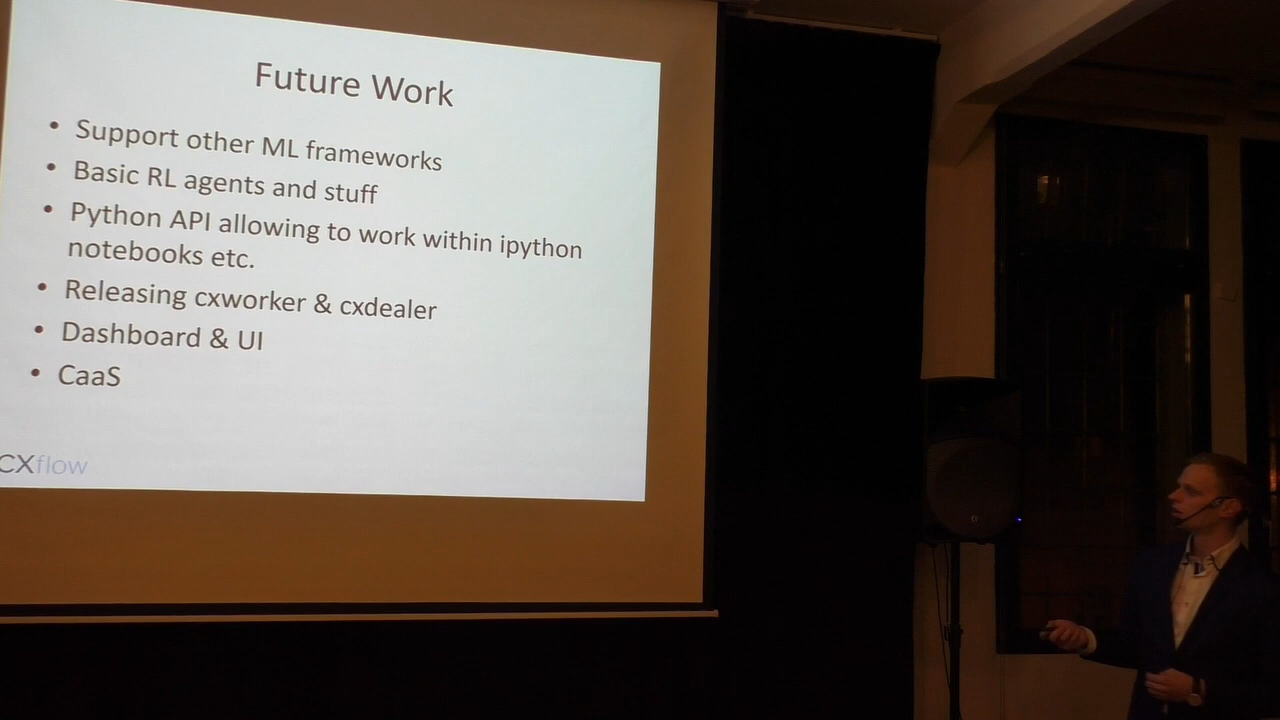 Future Work
• Support other ML frameworks
• Basic RL agents and stuff
• Python API allowing to work within ipython
notebooks etc.
• Releasing cxworker & cxdealer
• Dashboard & UI
• CaaS
CXflow